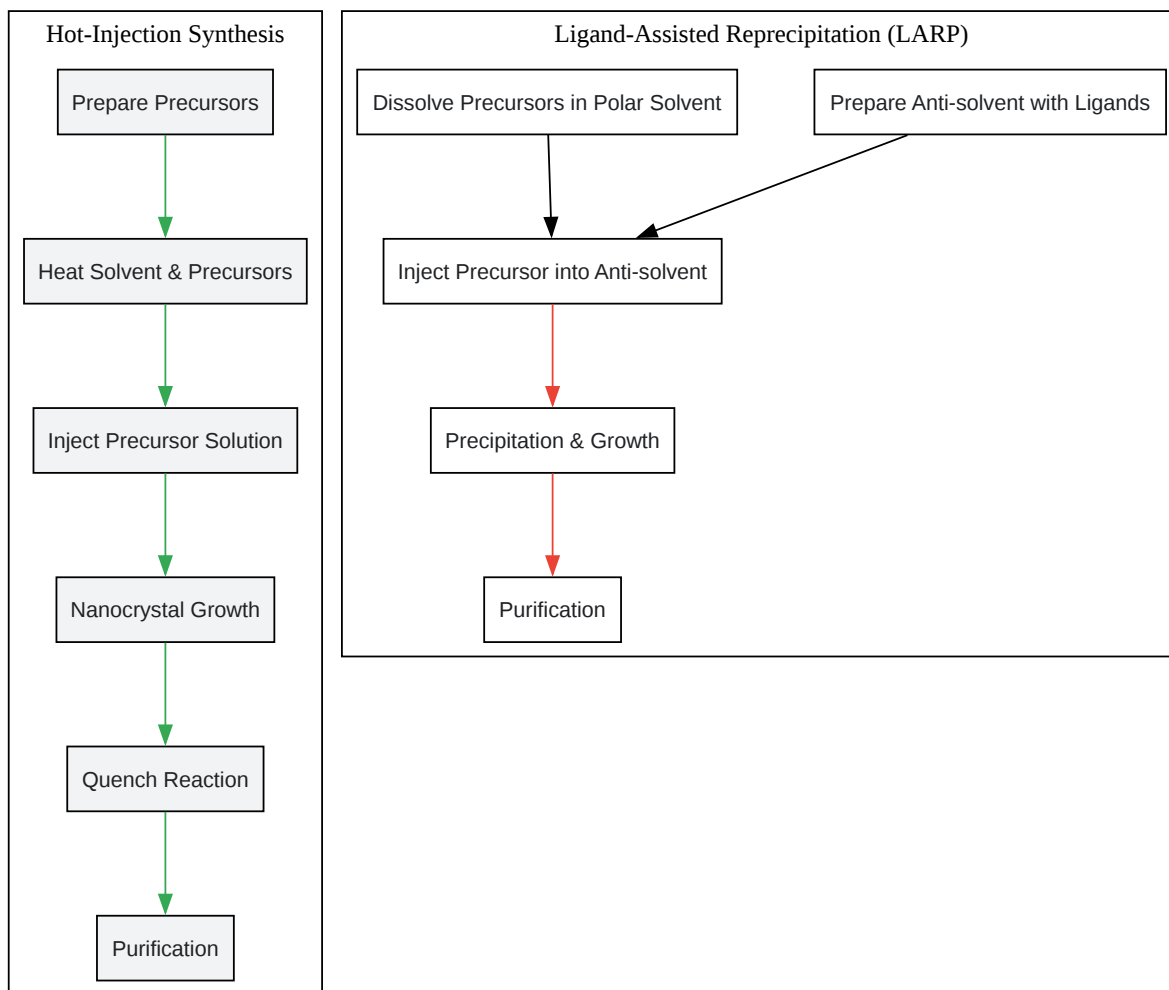 Hot-Injection Synthesis
Prepare Precursors
Heat Solvent & Precursors
Inject Precursor Solution
Nanocrystal Growth
Quench Reaction
Purification
Ligand-Assisted Reprecipitation (LARP)
Dissolve Precursors in Polar Solvent
Prepare Anti-solvent with Ligands
Inject Precursor into Anti-solvent
Precipitation & Growth
Purification